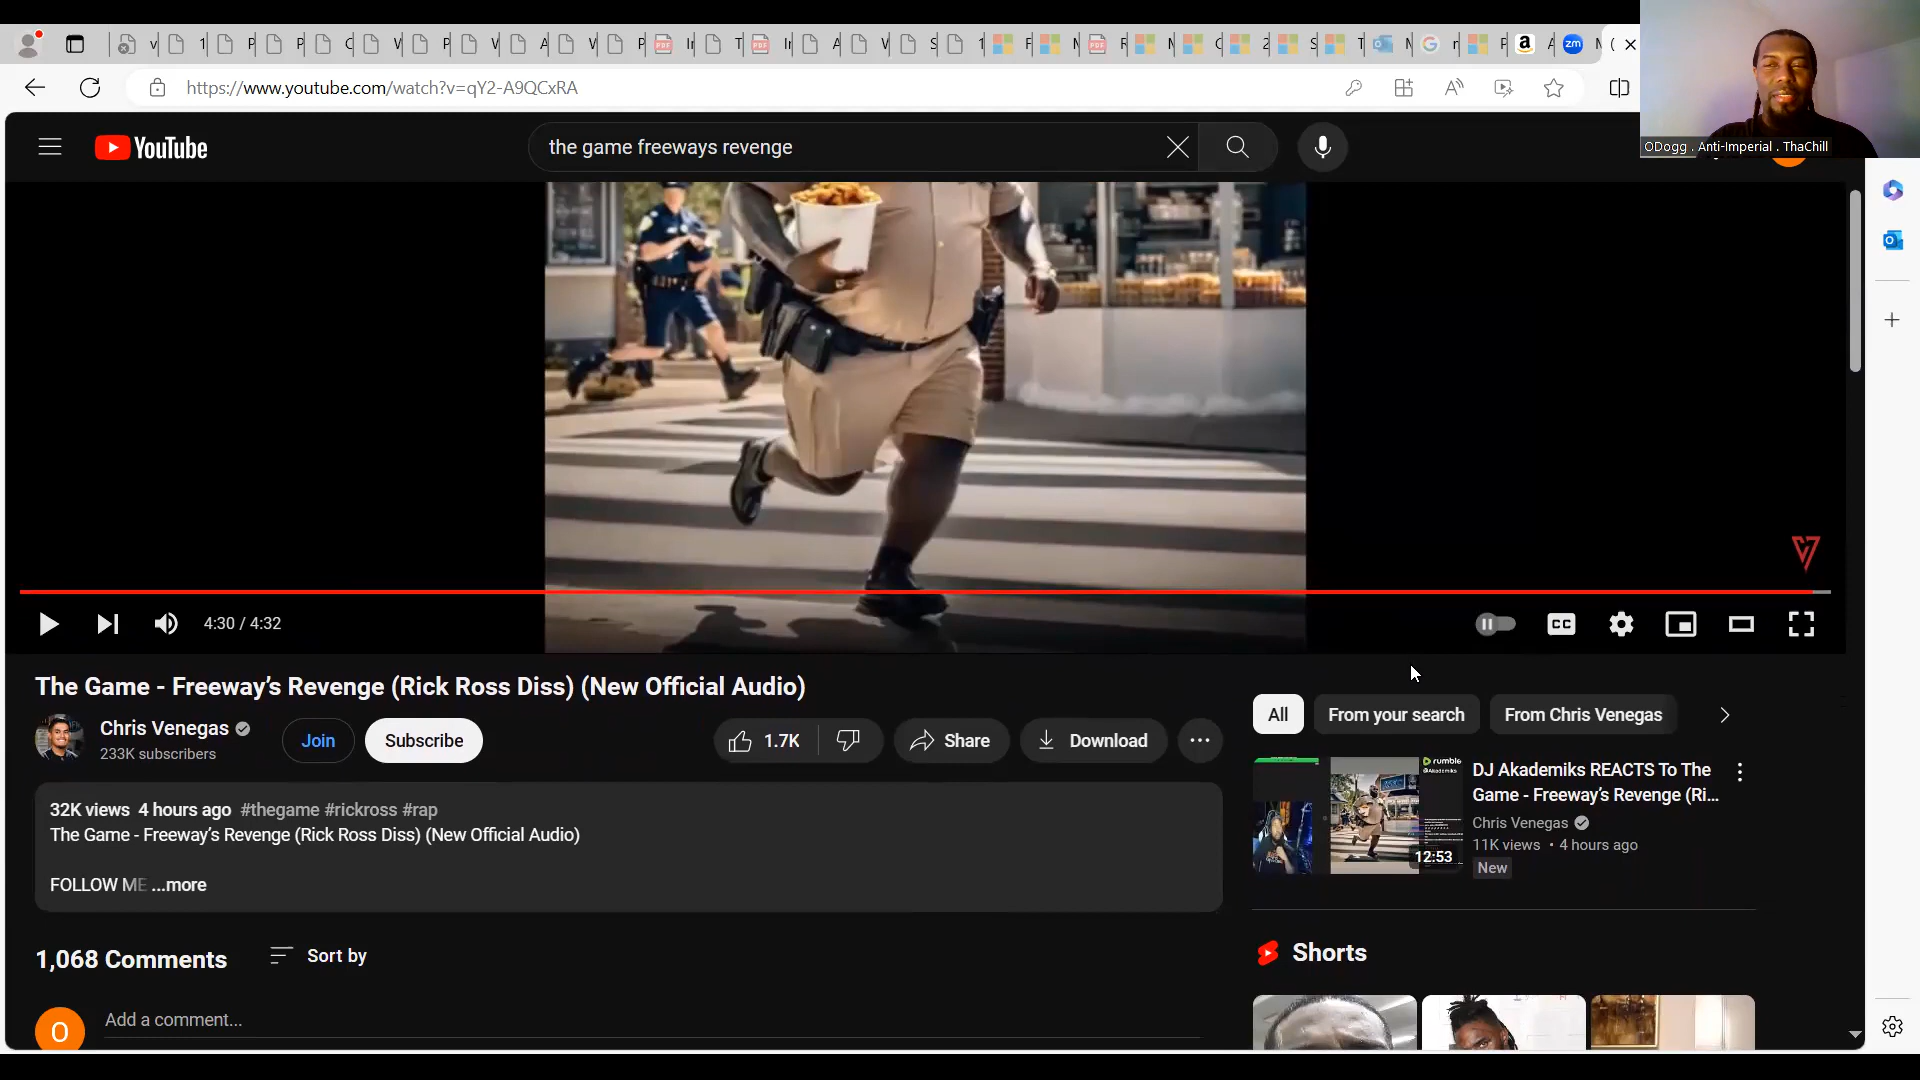 https://www.youtube.com/watch?v=qY2-A9QCxRA
YouTube
the game freeways revenge
ODogg . Anti-Imperial . ThaChill
4:30 / 4:32
CC
The Game - Freeway’s Revenge (Rick Ross Diss) (New Official Audio)
Chris Venegas
233K subscribers
Join
Subscribe
1.7K
Share
Download
32K views 4 hours ago #thegame #rickross #rap
The Game - Freeway’s Revenge (Rick Ross Diss) (New Official Audio)
FOLLOW ME ...more
1,068 Comments
Sort by
O
Add a comment...
All
From your search
From Chris Venegas
rumble
12:53
DJ Akademiks REACTS To The
Game - Freeway’s Revenge (Ri...
Chris Venegas
11K views • 4 hours ago
New
Shorts